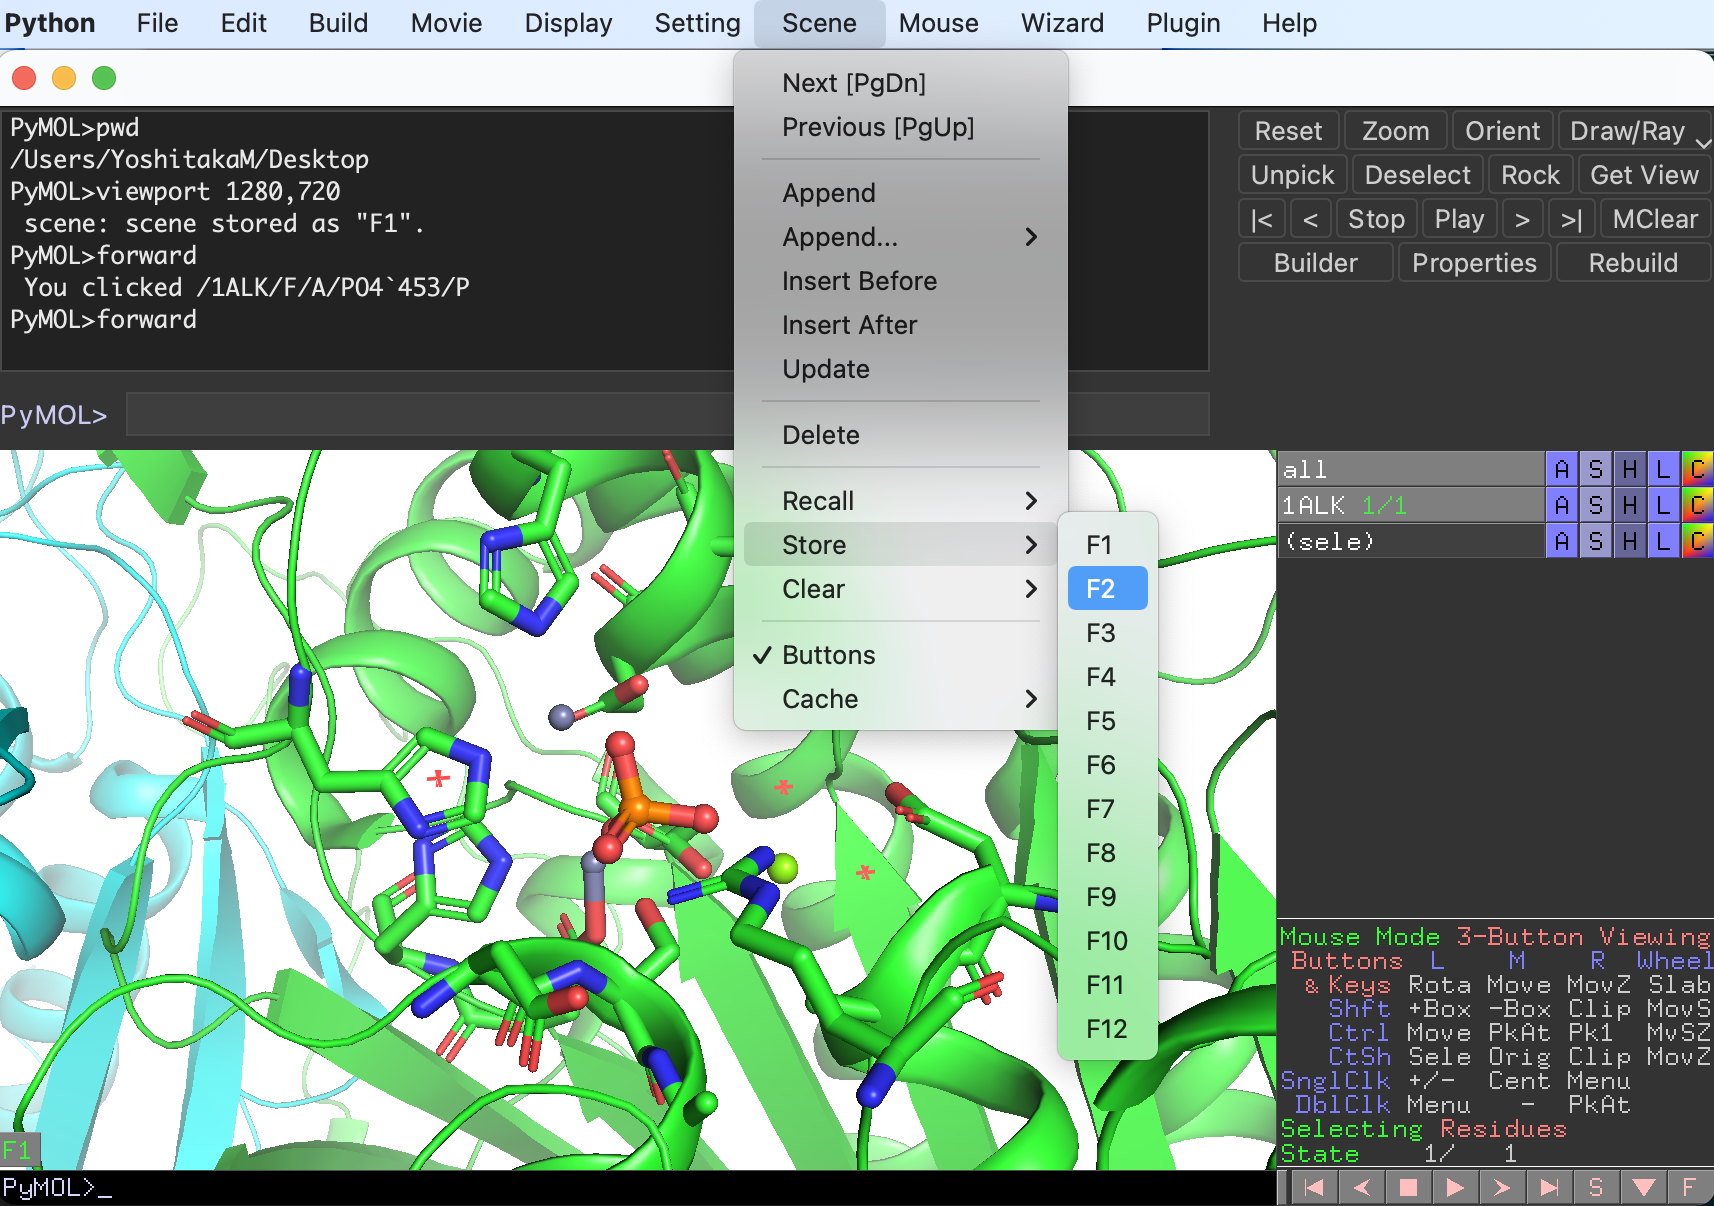 Python File Edit Build Movie Display Setting Scene Mouse Wizard Plugin Help
PyMOL>pwd
/Users/YoshitakaM/Desktop
PyMOL>viewport 1280,720
scene: scene stored as "F1".
PyMOL>forward
You clicked /1ALK/F/A/PO4`453/P
PyMOL>forward
PyMOL>
Next [PgDn]
Previous [PgUp]
Append
Append...
Insert Before
Insert After
Update
Delete
Recall
Store
Clear
✓ Buttons
Cache
F1
F2
F3
F4
F5
F6
F7
F8
F9
F10
F11
F12
Reset Zoom Orient Draw/Ray
Unpick Deselect Rock Get View
|< < Stop Play > >| MClear
Builder Properties Rebuild
all A S H L C
1ALK 1/1 A S H L C
(sele) A S H L C
Mouse Mode 3-Button Viewing
Buttons L M R Wheel
& Keys Rota Move MovZ Slab
Shft +Box -Box Clip MovS
Ctrl Move PkAt Pk1 MvSZ
CtSh Sele Orig Clip MovZ
SnglClk +/- Cent Menu
DblClk Menu - PkAt
Selecting Residues
State 1/ 1
S F
F1
PyMOL>_